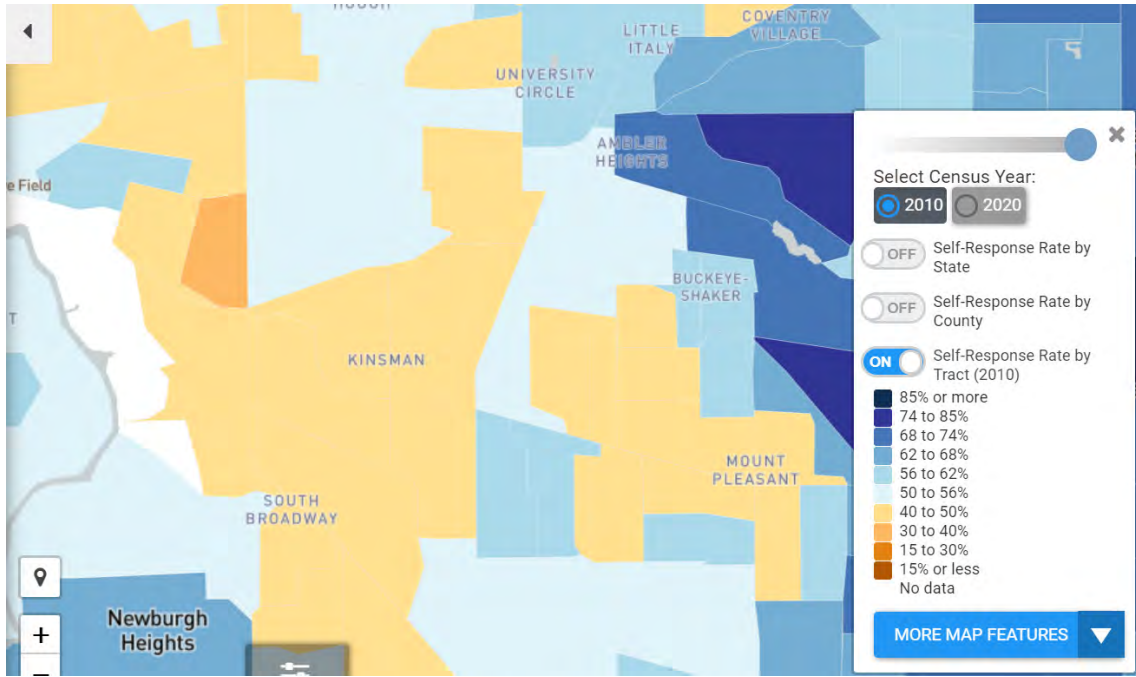 LITTLE
ITALY
COVENTRY
VILLAGE
UNIVERSITY
CIRCLE
AMBLER
HEIGHTS
e Field
BUCKEYE-
SHAKER
T
KINSMAN
MOUNT
PLEASANT
SOUTH
BROADWAY
Newburgh
Heights
+
−
Select Census Year:
2010 2020
OFF Self-Response Rate by
State
OFF Self-Response Rate by
County
ON Self-Response Rate by
Tract (2010)
85% or more
74 to 85%
68 to 74%
62 to 68%
56 to 62%
50 to 56%
40 to 50%
30 to 40%
15 to 30%
15% or less
No data
MORE MAP FEATURES